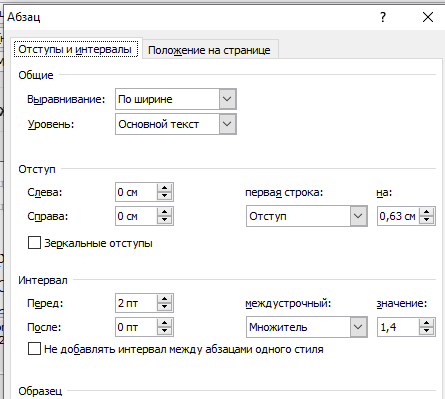 Абзац ? ×
Отступы и интервалы Положение на странице
Общие
Выравнивание: По ширине
Уровень: Основной текст
Отступ
Слева: 0 см первая строка: на:
Справа: 0 см Отступ 0,63 см
Зеркальные отступы
Интервал
Перед: 2 пт междустрочный: значение:
После: 0 пт Множитель 1,4
Не добавлять интервал между абзацами одного стиля
Образец